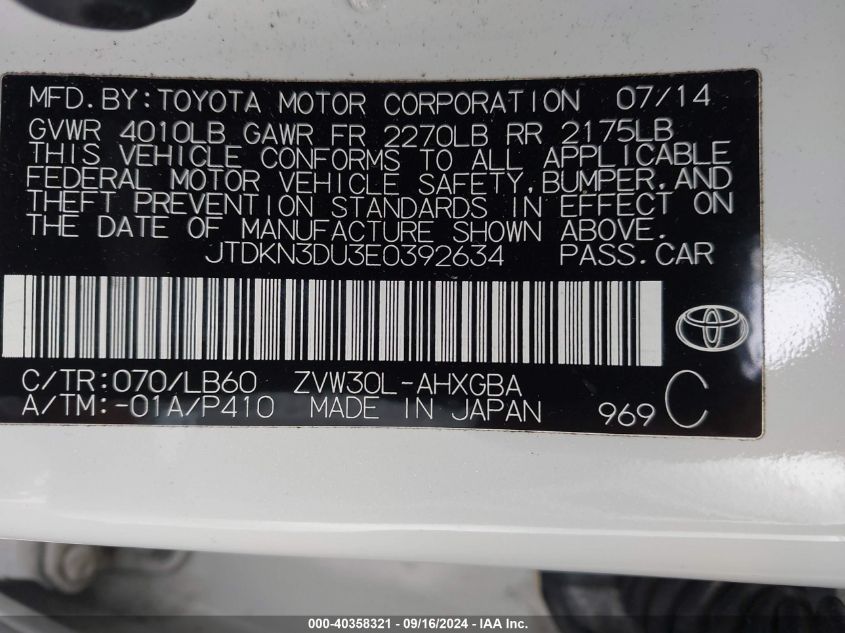 MFD.BY:TOYOTA MOTOR CORPORATION 07/14
GVWR 4010LB GAWR FR 2270LB RR 2175LB
THIS VEHICLE CONFORMS TO ALL APPLICABLE
FEDERAL MOTOR VEHICLE SAFETY,BUMPER,AND
THEFT PREVENTION STANDARDS IN EFFECT ON
THE DATE OF MANUFACTURE SHOWN ABOVE.
JTDKN3DU3E0392634 PASS.CAR
C/TR:070/LB60 ZVW30L-AHXGBA
A/TM:-01A/P410 MADE IN JAPAN 969 C
000-40358321 - 09/16/2024 - IAA Inc.